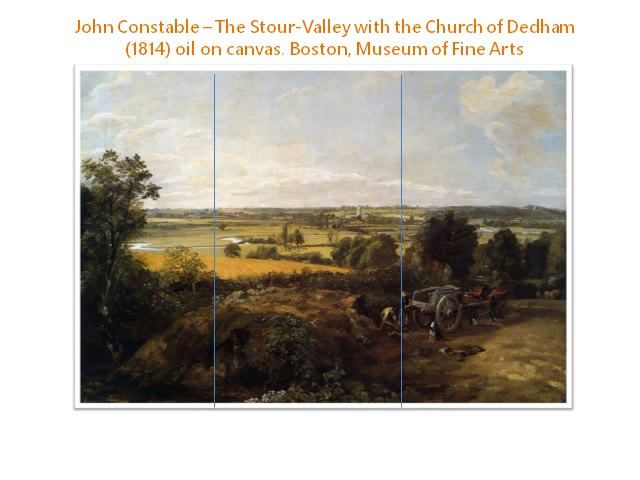 John Constable – The Stour-Valley with the Church of Dedham
(1814) oil on canvas. Boston, Museum of Fine Arts